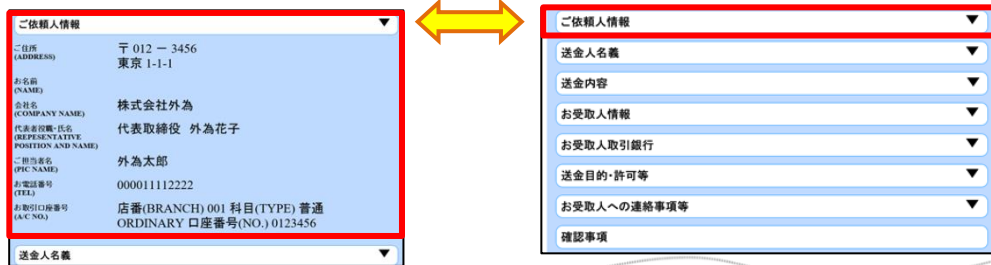 ご依頼人情報 ▼
ご住所
(ADDRESS)
〒 012 － 3456
東京 1-1-1
お名前
(NAME)
会社名
(COMPANY NAME)
株式会社外為
代表者役職・氏名
(REPESENTATIVE
POSITION AND NAME)
代表取締役 外為花子
ご担当者名
(PIC NAME)
外為太郎
お電話番号
(TEL)
000011112222
お取引口座番号
(A/C NO.)
店番(BRANCH) 001 科目(TYPE) 普通
ORDINARY 口座番号(NO.) 0123456
送金人名義 ▼
ご依頼人情報 ▼
送金人名義 ▼
送金内容 ▼
お受取人情報 ▼
お受取人取引銀行 ▼
送金目的・許可等 ▼
お受取人への連絡事項等 ▼
確認事項